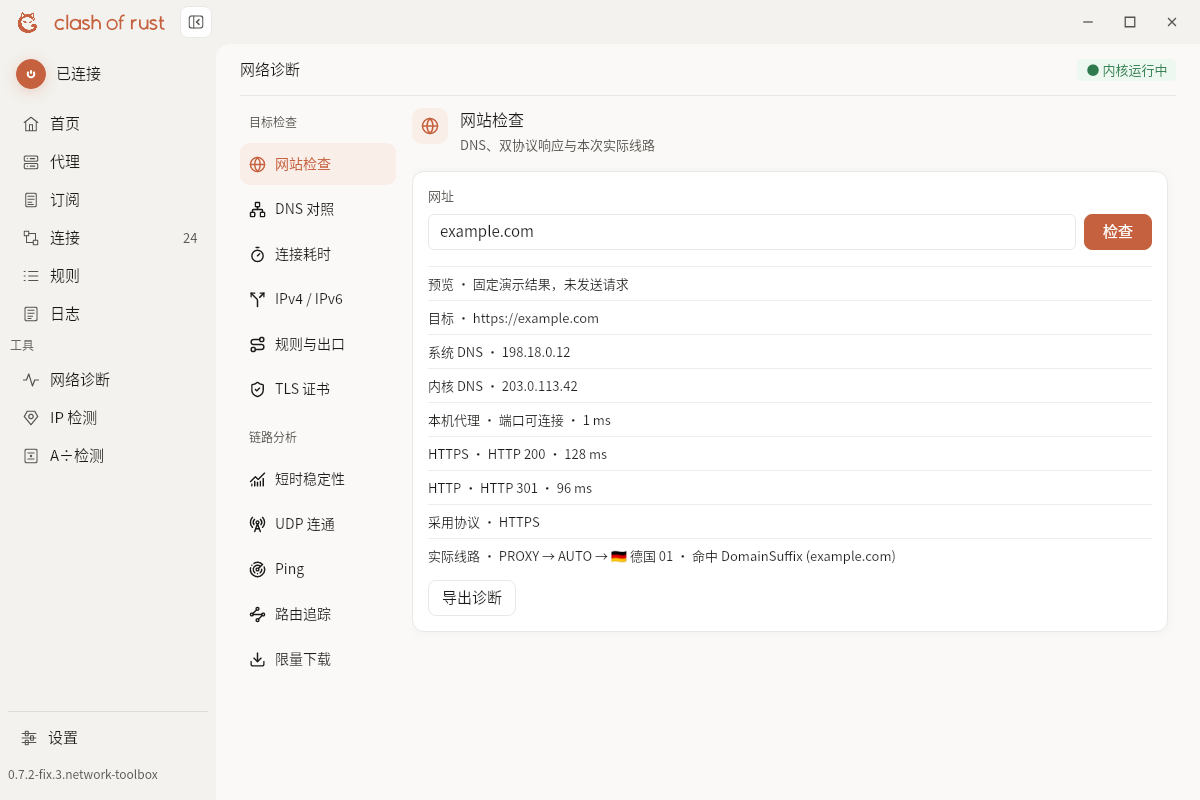 clash of rust
已连接
首页
代理
订阅
连接 24
规则
日志
工具
网络诊断
IP 检测
A÷检测
设置
0.7.2-fix.3.network-toolbox
网络诊断
内核运行中
目标检查
网站检查
DNS 对照
连接耗时
IPv4 / IPv6
规则与出口
TLS 证书
链路分析
短时稳定性
UDP 连通
Ping
路由追踪
限量下载
网站检查
DNS、双协议响应与本次实际线路
网址
example.com
检查
预览 · 固定演示结果，未发送请求
目标 · https://example.com
系统 DNS · 198.18.0.12
内核 DNS · 203.0.113.42
本机代理 · 端口可连接 · 1 ms
HTTPS · HTTP 200 · 128 ms
HTTP · HTTP 301 · 96 ms
采用协议 · HTTPS
实际线路 · PROXY → AUTO → 🇩🇪 德国 01 · 命中 DomainSuffix (example.com)
导出诊断